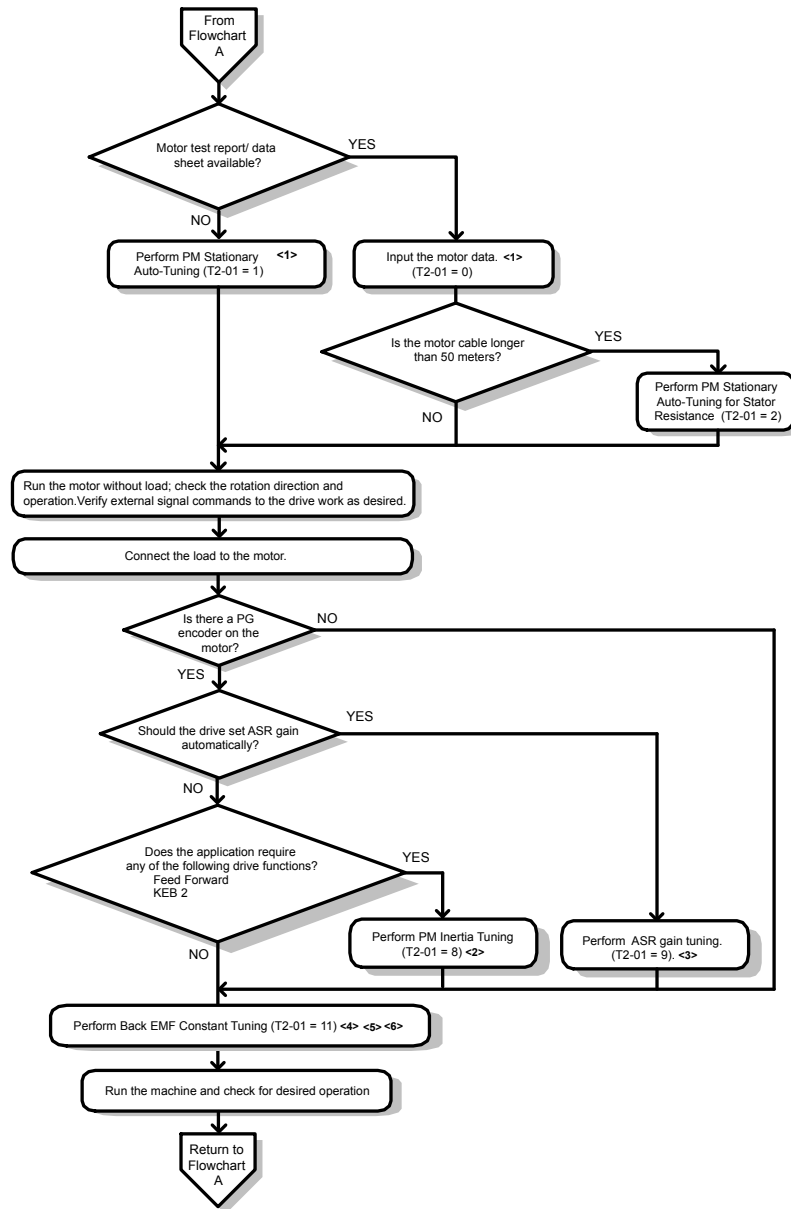 From
Flowchart
A
Motor test report/ data
sheet available?
YES
NO
Perform PM Stationary <1>
Auto-Tuning (T2-01 = 1)
Input the motor data. <1>
(T2-01 = 0)
Is the motor cable longer
than 50 meters?
YES
NO
Perform PM Stationary
Auto-Tuning for Stator
Resistance (T2-01 = 2)
Run the motor without load; check the rotation direction and
operation.Verify external signal commands to the drive work as desired.
Connect the load to the motor.
Is there a PG
encoder on the
motor?
NO
YES
Should the drive set ASR gain
automatically?
YES
NO
Does the application require
any of the following drive functions?
Feed Forward
KEB 2
YES
NO
Perform PM Inertia Tuning
(T2-01 = 8) <2>
Perform ASR gain tuning.
(T2-01 = 9). <3>
Perform Back EMF Constant Tuning (T2-01 = 11) <4> <5> <6>
Run the machine and check for desired operation
Return to
Flowchart
A